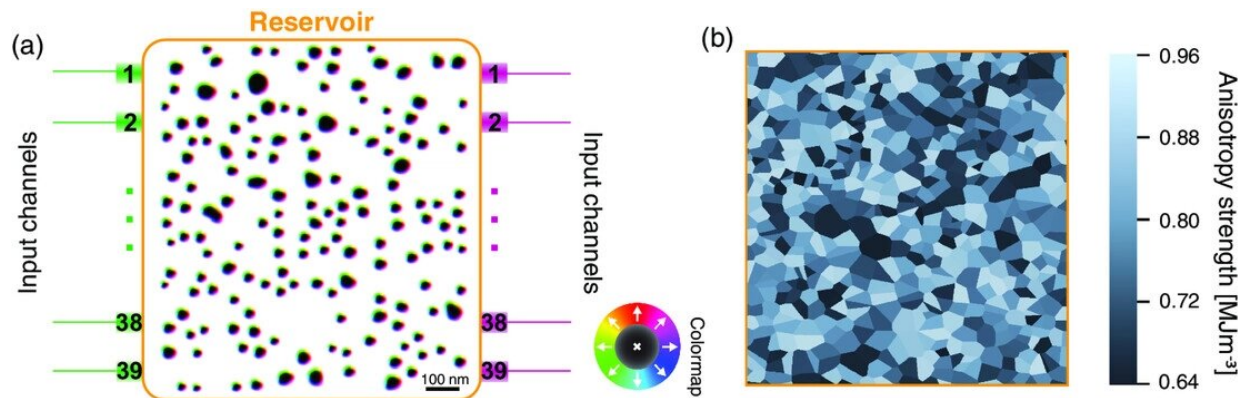 Reservoir
(a)
1
2
38
39
Input channels
1
2
38
39
Input channels
100 nm
Colormap
(b)
0.96
0.88
0.80
0.72
0.64
Anisotropy strength [MJm⁻³]